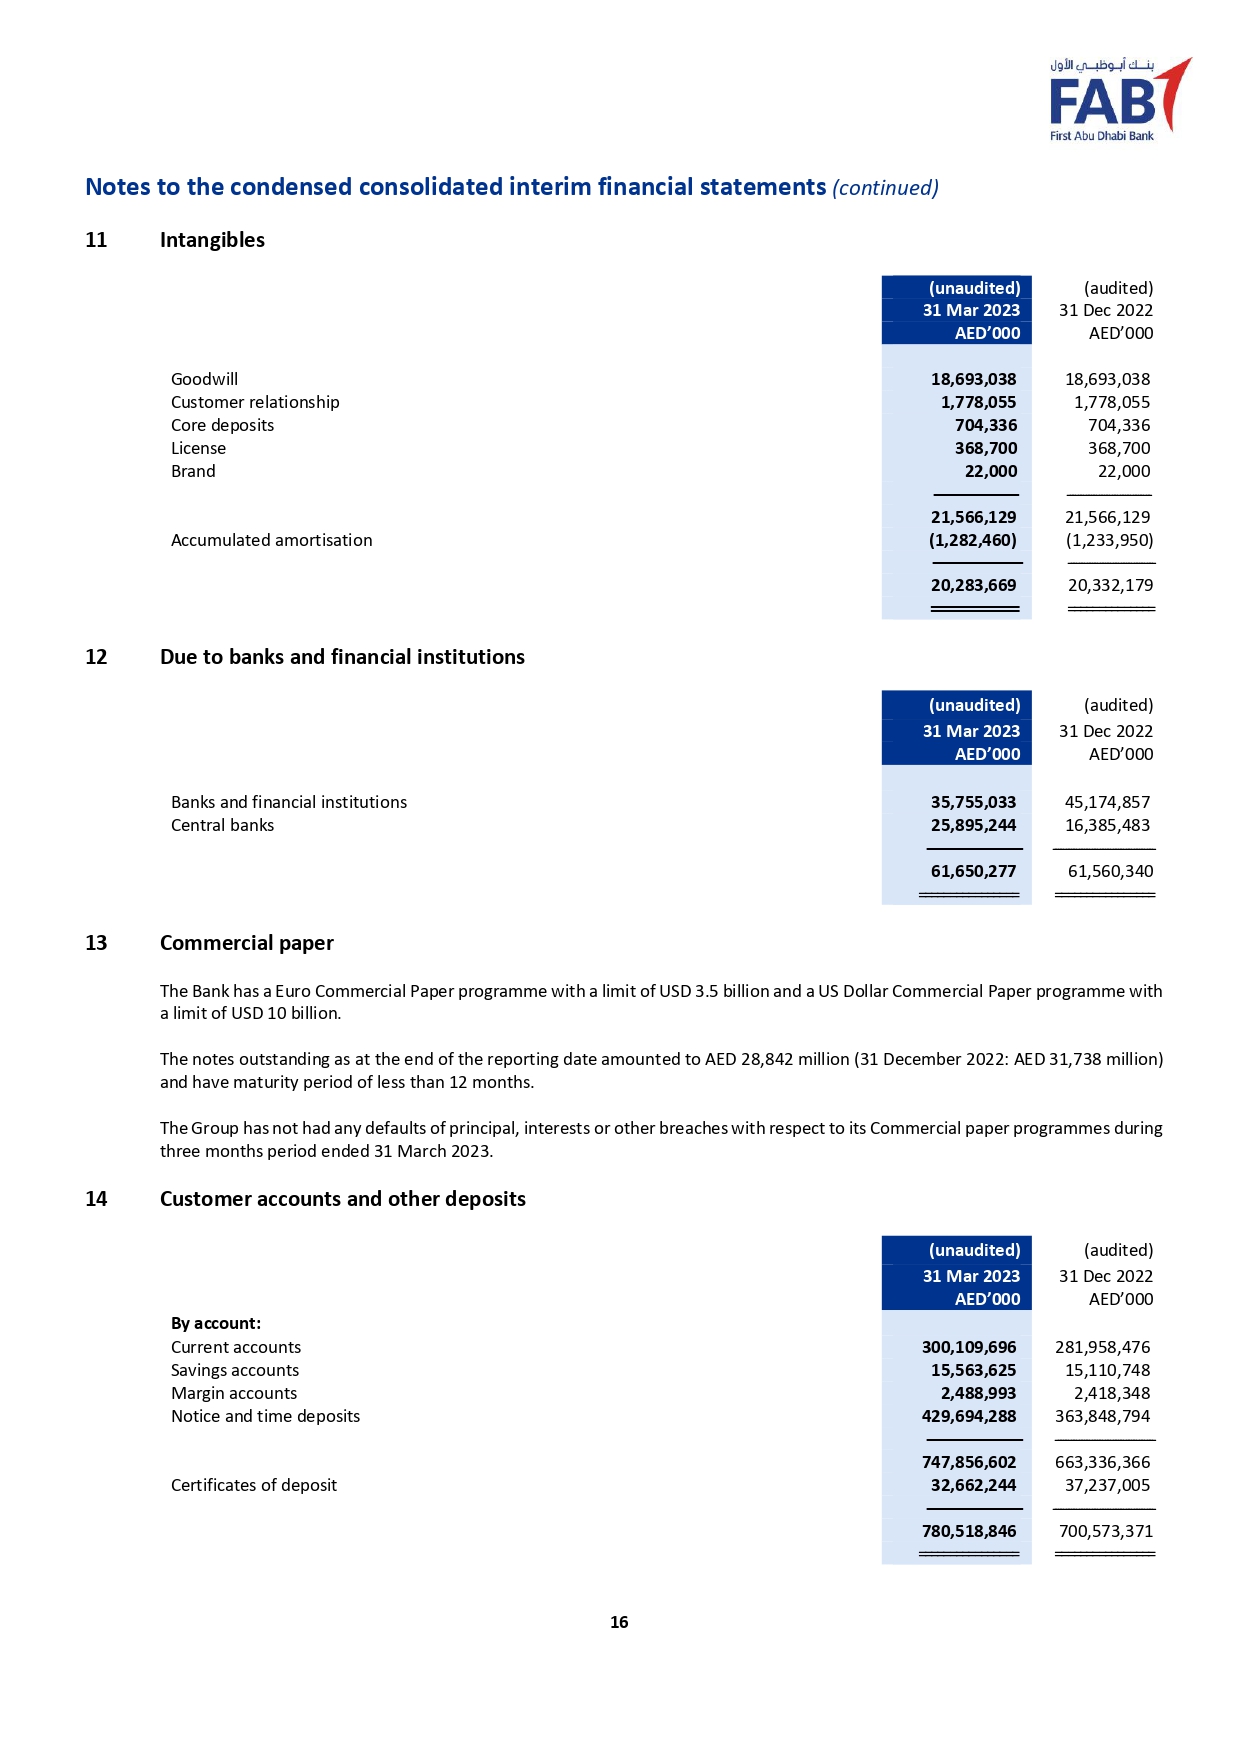 بنك أبوظبي الأول
FAB
First Abu Dhabi Bank
Notes to the condensed consolidated interim financial statements (continued)
11 Intangibles
(unaudited) (audited)
31 Mar 2023 31 Dec 2022
AED’000 AED’000
Goodwill 18,693,038 18,693,038
Customer relationship 1,778,055 1,778,055
Core deposits 704,336 704,336
License 368,700 368,700
Brand 22,000 22,000
21,566,129 21,566,129
Accumulated amortisation (1,282,460) (1,233,950)
20,283,669 20,332,179
12 Due to banks and financial institutions
(unaudited) (audited)
31 Mar 2023 31 Dec 2022
AED’000 AED’000
Banks and financial institutions 35,755,033 45,174,857
Central banks 25,895,244 16,385,483
61,650,277 61,560,340
13 Commercial paper
The Bank has a Euro Commercial Paper programme with a limit of USD 3.5 billion and a US Dollar Commercial Paper programme with
a limit of USD 10 billion.
The notes outstanding as at the end of the reporting date amounted to AED 28,842 million (31 December 2022: AED 31,738 million)
and have maturity period of less than 12 months.
The Group has not had any defaults of principal, interests or other breaches with respect to its Commercial paper programmes during
three months period ended 31 March 2023.
14 Customer accounts and other deposits
(unaudited) (audited)
31 Mar 2023 31 Dec 2022
AED’000 AED’000
By account:
Current accounts 300,109,696 281,958,476
Savings accounts 15,563,625 15,110,748
Margin accounts 2,488,993 2,418,348
Notice and time deposits 429,694,288 363,848,794
747,856,602 663,336,366
Certificates of deposit 32,662,244 37,237,005
780,518,846 700,573,371
16